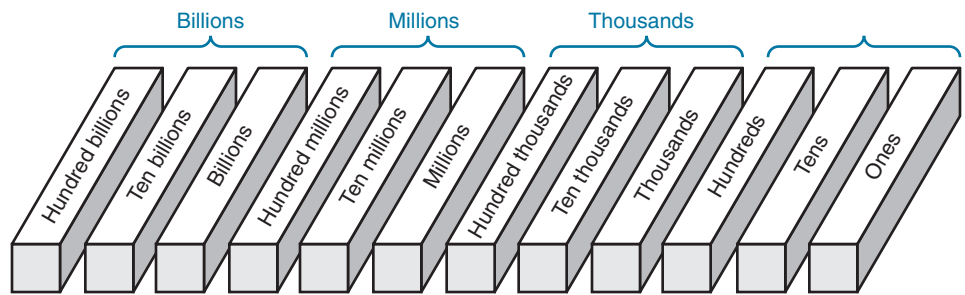 Billions
Millions
Thousands
Hundred billions
Ten billions
Billions
Hundred millions
Ten millions
Millions
Hundred thousands
Ten thousands
Thousands
Hundreds
Tens
Ones